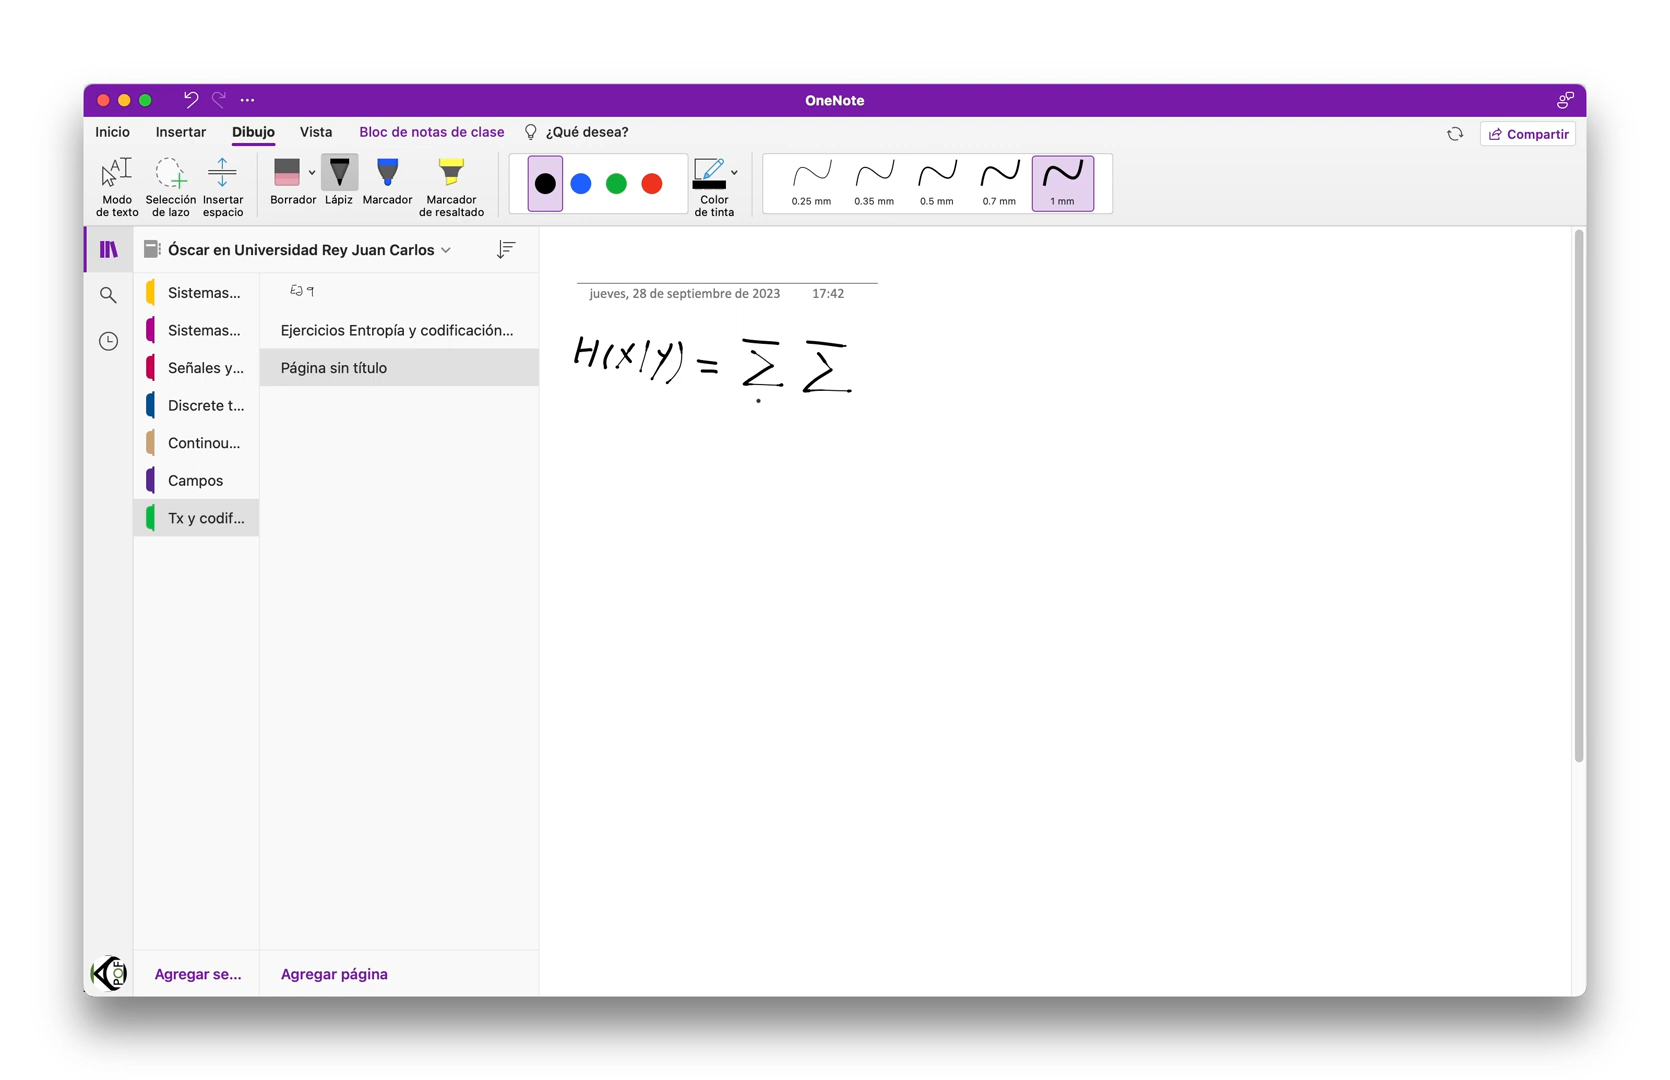 OneNote
Inicio Insertar Dibujo Vista Bloc de notas de clase ¿Qué desea? Compartir
Modo de texto
Selección de lazo
Insertar espacio
Borrador
Lápiz
Marcador
Marcador de resaltado
Color de tinta
0.25 mm 0.35 mm 0.5 mm 0.7 mm 1 mm
Óscar en Universidad Rey Juan Carlos
Sistemas...
Sistemas...
Señales y...
Discrete t...
Continou...
Campos
Tx y codif...
Agregar se...
EJ 9
Ejercicios Entropía y codificación...
Página sin título
Agregar página
jueves, 28 de septiembre de 2023 17:42
H(X|Y) = ∑ ∑
POF